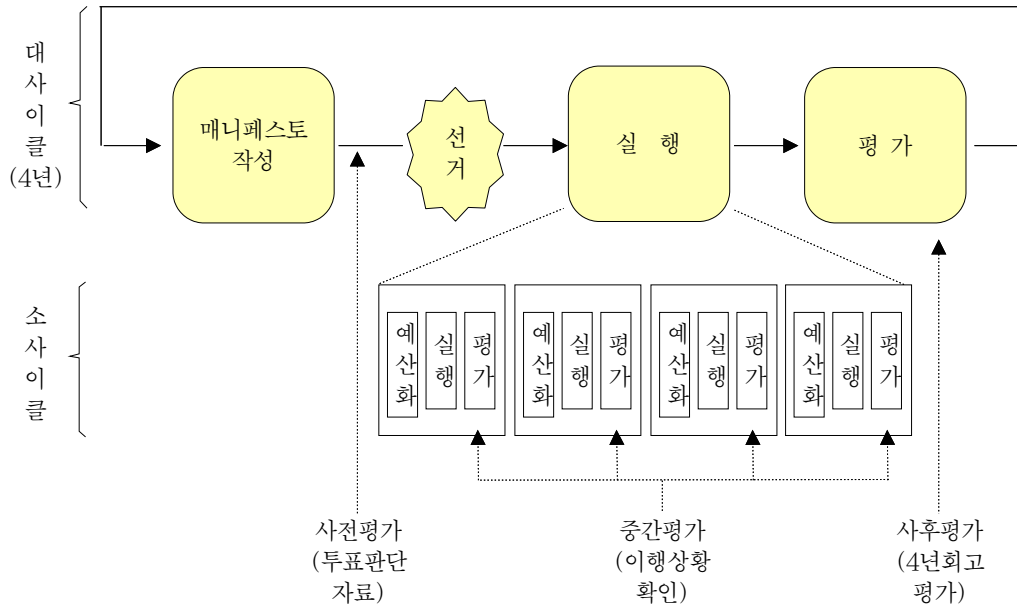 대
사
이
클
(4년)
매니페스토
작성
선
거
실 행
평 가
소
사
이
클
예
산
화
실
행
평
가
예
산
화
실
행
평
가
예
산
화
실
행
평
가
예
산
화
실
행
평
가
사전평가
(투표판단
자료)
중간평가
(이행상황
확인)
사후평가
(4년회고
평가)